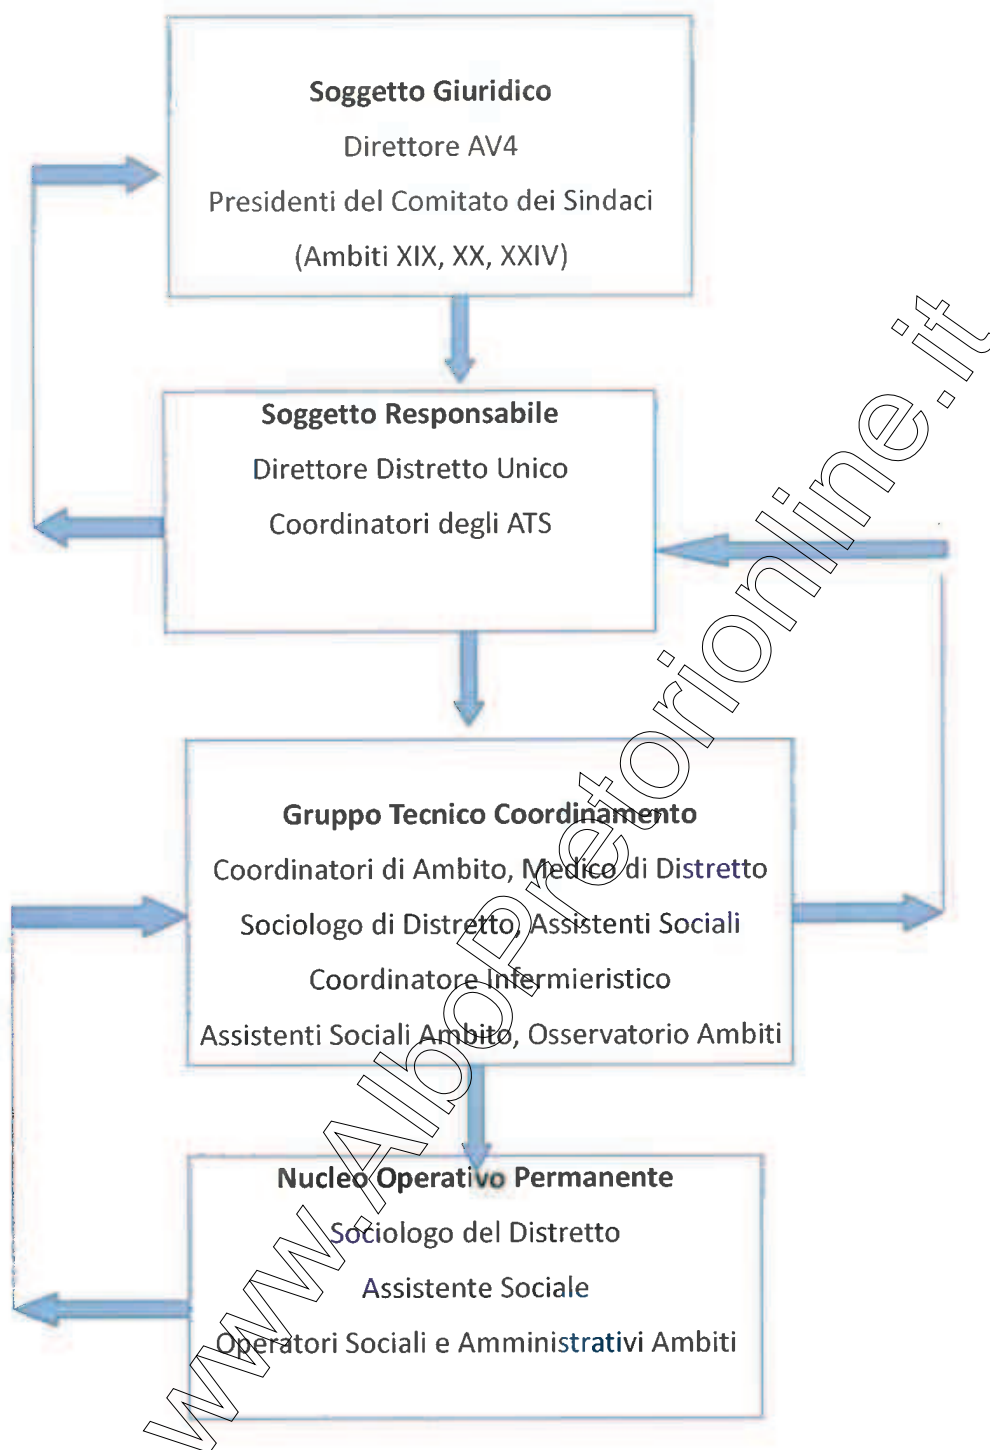 Soggetto Giuridico
Direttore AV4
Presidenti del Comitato dei Sindaci
(Ambiti XIX, XX, XXIV)
Soggetto Responsabile
Direttore Distretto Unico
Coordinatori degli ATS
Gruppo Tecnico Coordinamento
Coordinatori di Ambito, Medico di Distretto
Sociologo di Distretto, Assistenti Sociali
Coordinatore Infermieristico
Assistenti Sociali Ambito, Osservatorio Ambiti
Nucleo Operativo Permanente
Sociologo del Distretto
Assistente Sociale
Operatori Sociali e Amministrativi Ambiti
www.AlboPretorionline.it